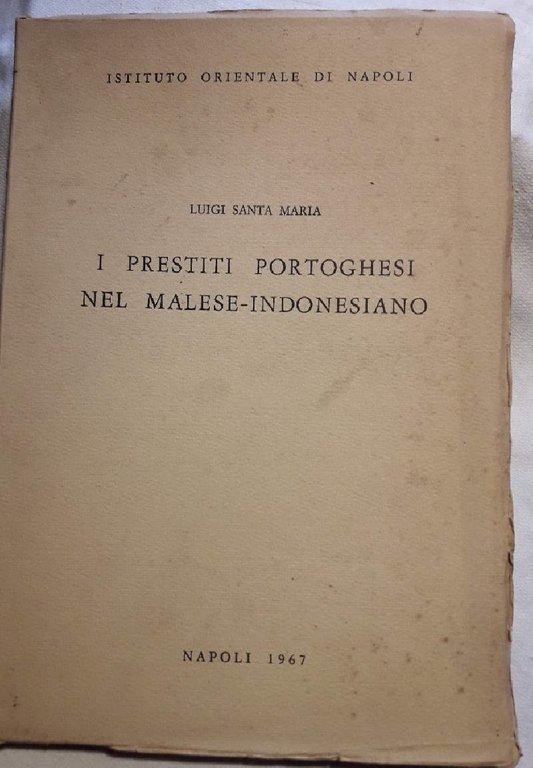 ISTITUTO ORIENTALE DI NAPOLI
LUIGI SANTA MARIA
I PRESTITI PORTOGHESI
NEL MALESE-INDONESIANO
NAPOLI 1967